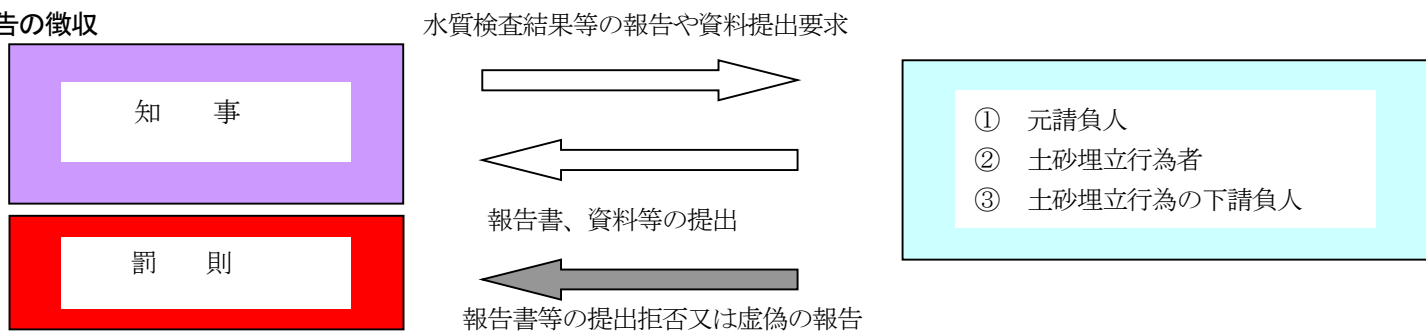 告の徴収
水質検査結果等の報告や資料提出要求
知　　事
① 元請負人
② 土砂埋立行為者
③ 土砂埋立行為の下請負人
報告書、資料等の提出
罰　　則
報告書等の提出拒否又は虚偽の報告